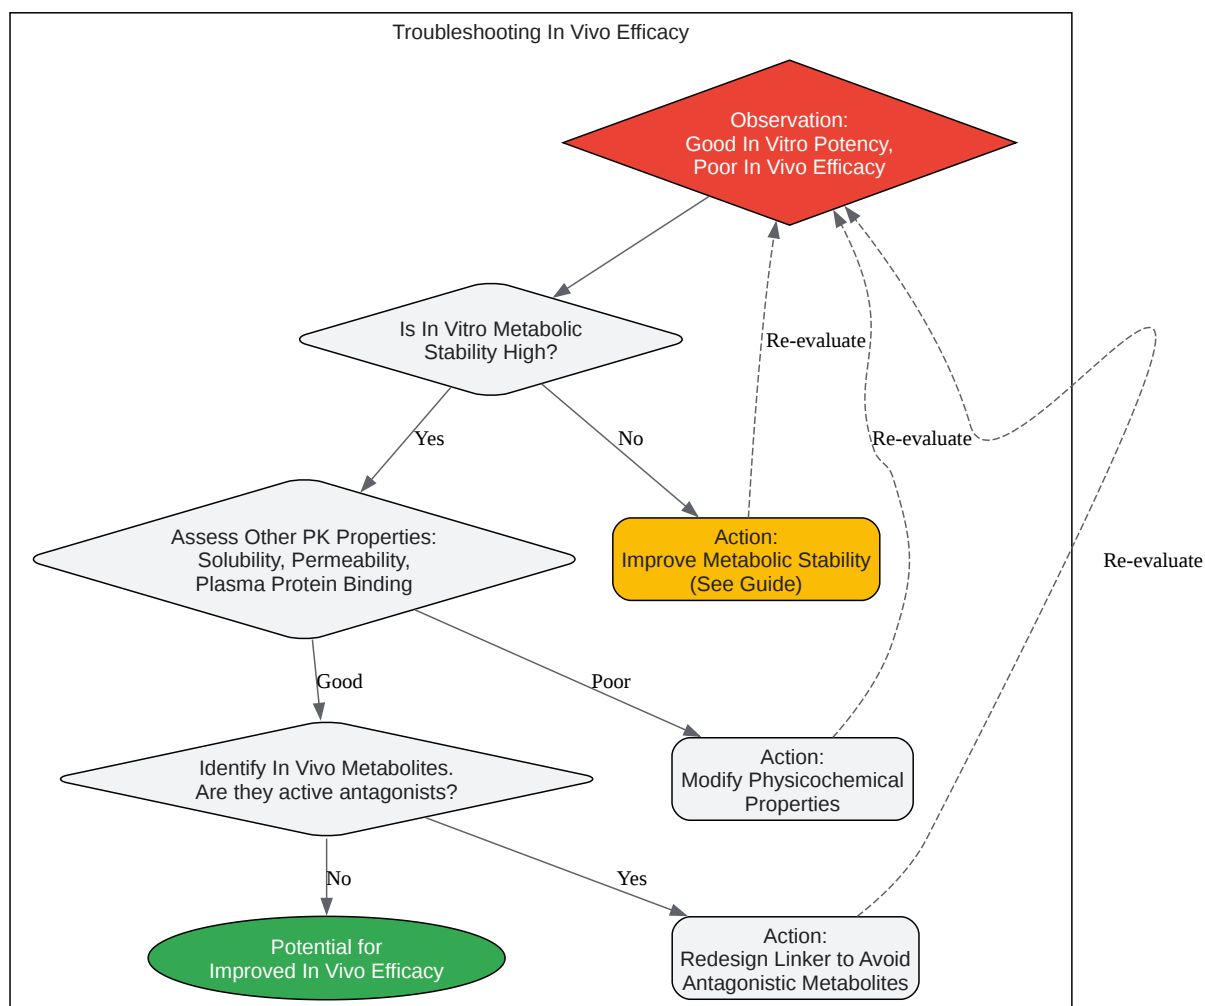 Troubleshooting In Vivo Efficacy
Observation:
Good In Vitro Potency,
Poor In Vivo Efficacy
Is In Vitro Metabolic
Stability High?
Re-evaluate
Yes
No
Re-evaluate
Assess Other PK Properties:
Solubility, Permeability,
Plasma Protein Binding
Action:
Improve Metabolic Stability
(See Guide)
Re-evaluate
Good
Poor
Identify In Vivo Metabolites.
Are they active antagonists?
Action:
Modify Physicochemical
Properties
No
Yes
Potential for
Improved In Vivo Efficacy
Action:
Redesign Linker to Avoid
Antagonistic Metabolites